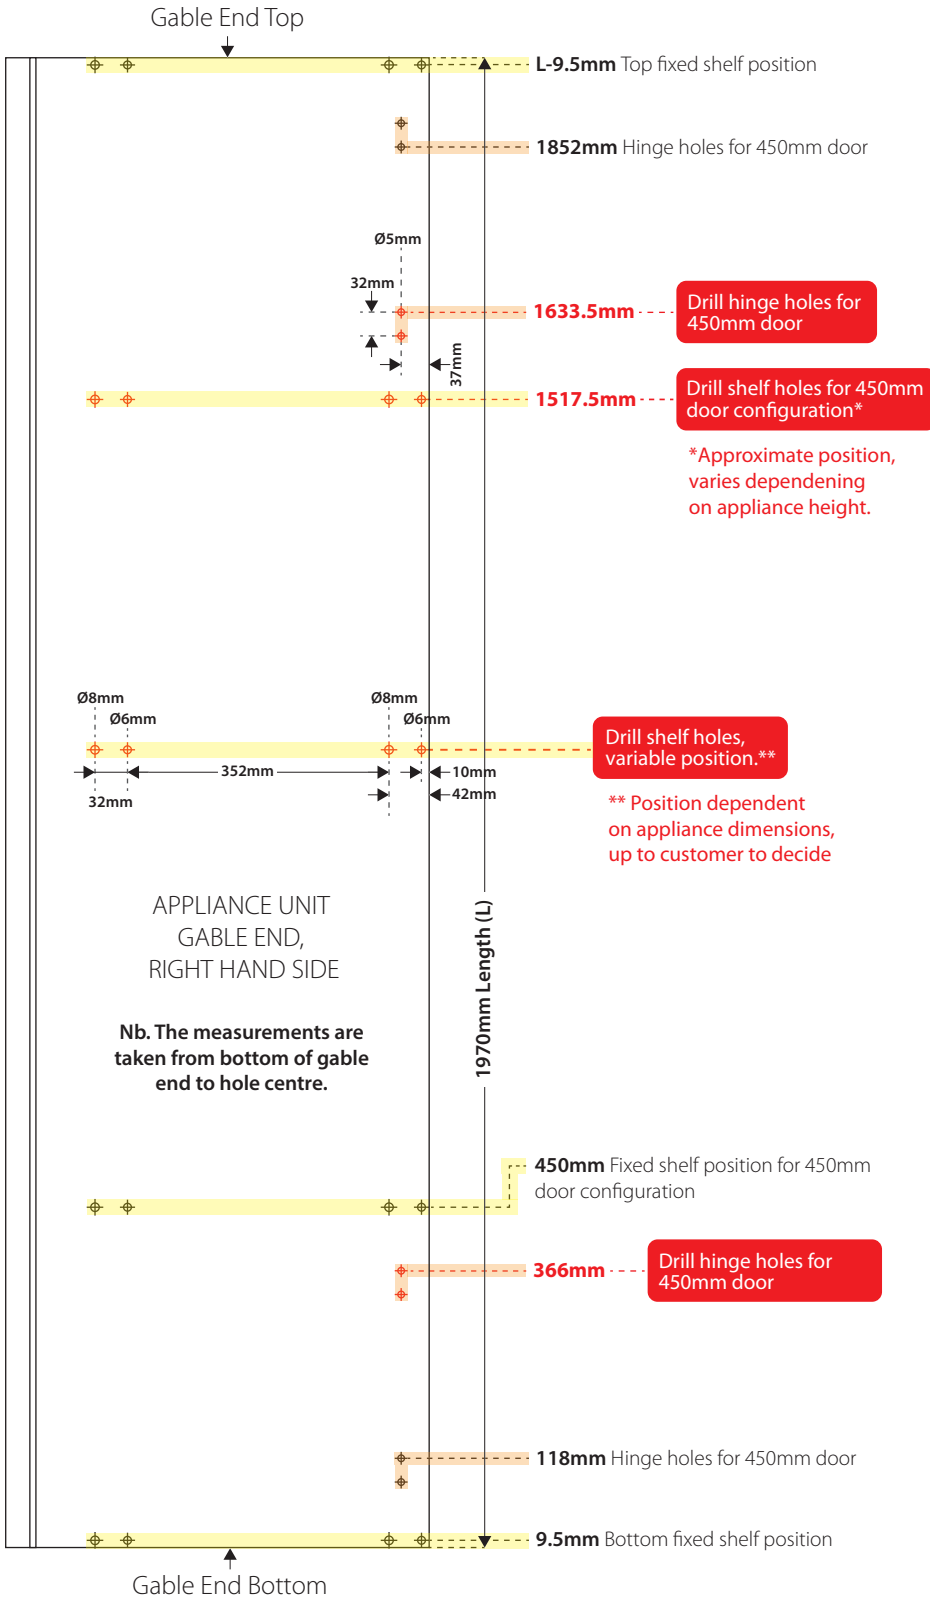 Gable End Top
L-9.5mm Top fixed shelf position
1852mm Hinge holes for 450mm door
Ø5mm
32mm
1633.5mm
Drill hinge holes for
450mm door
37mm
1517.5mm
Drill shelf holes for 450mm
door configuration*
*Approximate position,
varies dependening
on appliance height.
Ø8mm
Ø6mm
Ø8mm
Ø6mm
Drill shelf holes,
variable position.**
352mm
10mm
32mm
42mm
** Position dependent
on appliance dimensions,
up to customer to decide
APPLIANCE UNIT
GABLE END,
RIGHT HAND SIDE
1970mm Length (L)
Nb. The measurements are
taken from bottom of gable
end to hole centre.
450mm Fixed shelf position for 450mm
door configuration
366mm
Drill hinge holes for
450mm door
118mm Hinge holes for 450mm door
9.5mm Bottom fixed shelf position
Gable End Bottom